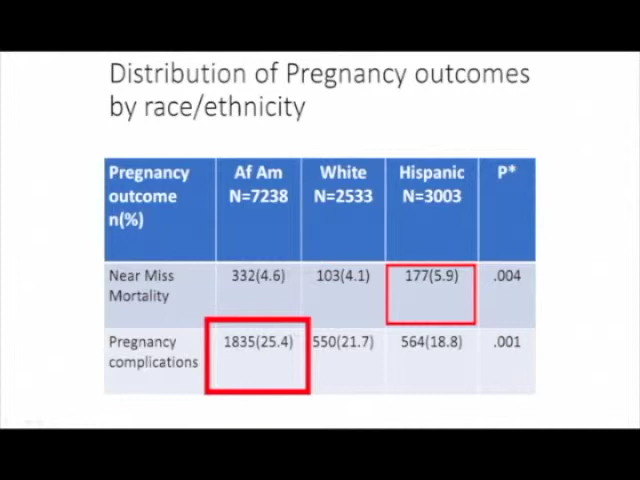 Distribution of Pregnancy outcomes
by race/ethnicity
Pregnancy outcome n(%) Af Am N=7238 White N=2533 Hispanic N=3003 P*
Near Miss Mortality 332(4.6) 103(4.1) 177(5.9) .004
Pregnancy complications 1835(25.4) 550(21.7) 564(18.8) .001